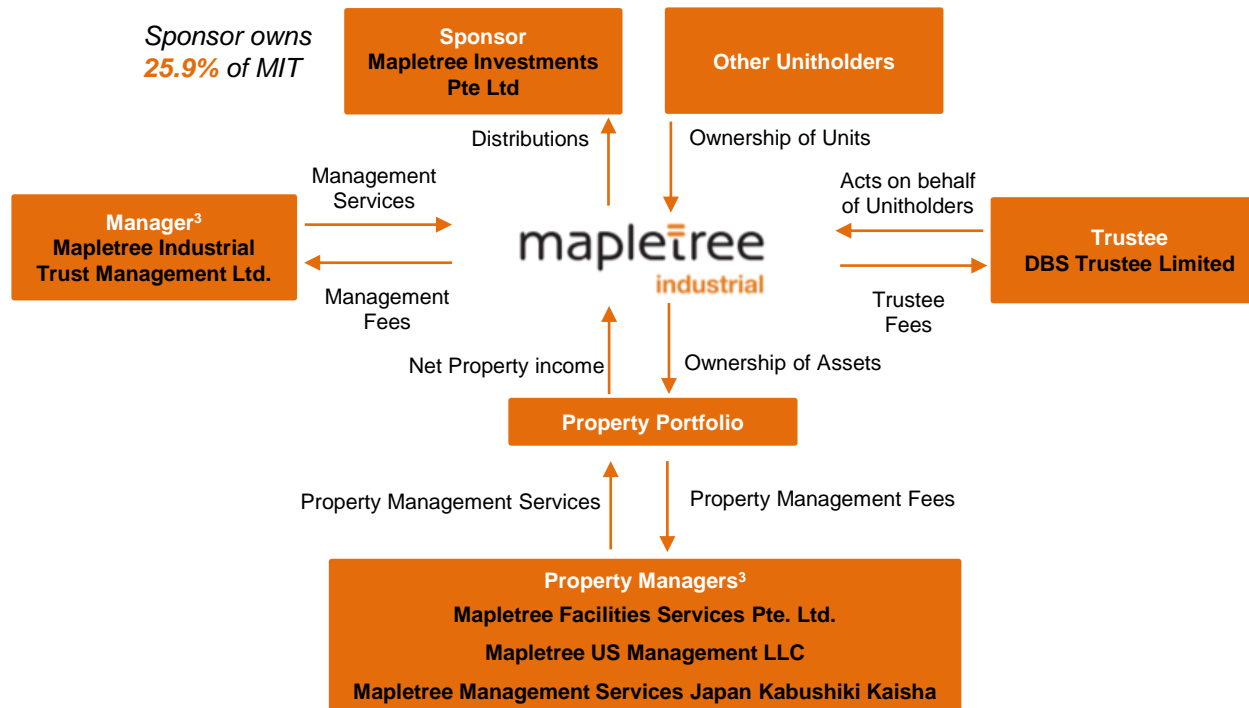 Sponsor owns
25.9% of MIT
Sponsor
Mapletree Investments
Pte Ltd
Other Unitholders
Distributions
Ownership of Units
Management
Services
Acts on behalf
of Unitholders
Manager³
Mapletree Industrial
Trust Management Ltd.
mapletree
industrial
Trustee
DBS Trustee Limited
Management
Fees
Trustee
Fees
Net Property income
Ownership of Assets
Property Portfolio
Property Management Services
Property Management Fees
Property Managers³
Mapletree Facilities Services Pte. Ltd.
Mapletree US Management LLC
Mapletree Management Services Japan Kabushiki Kaisha